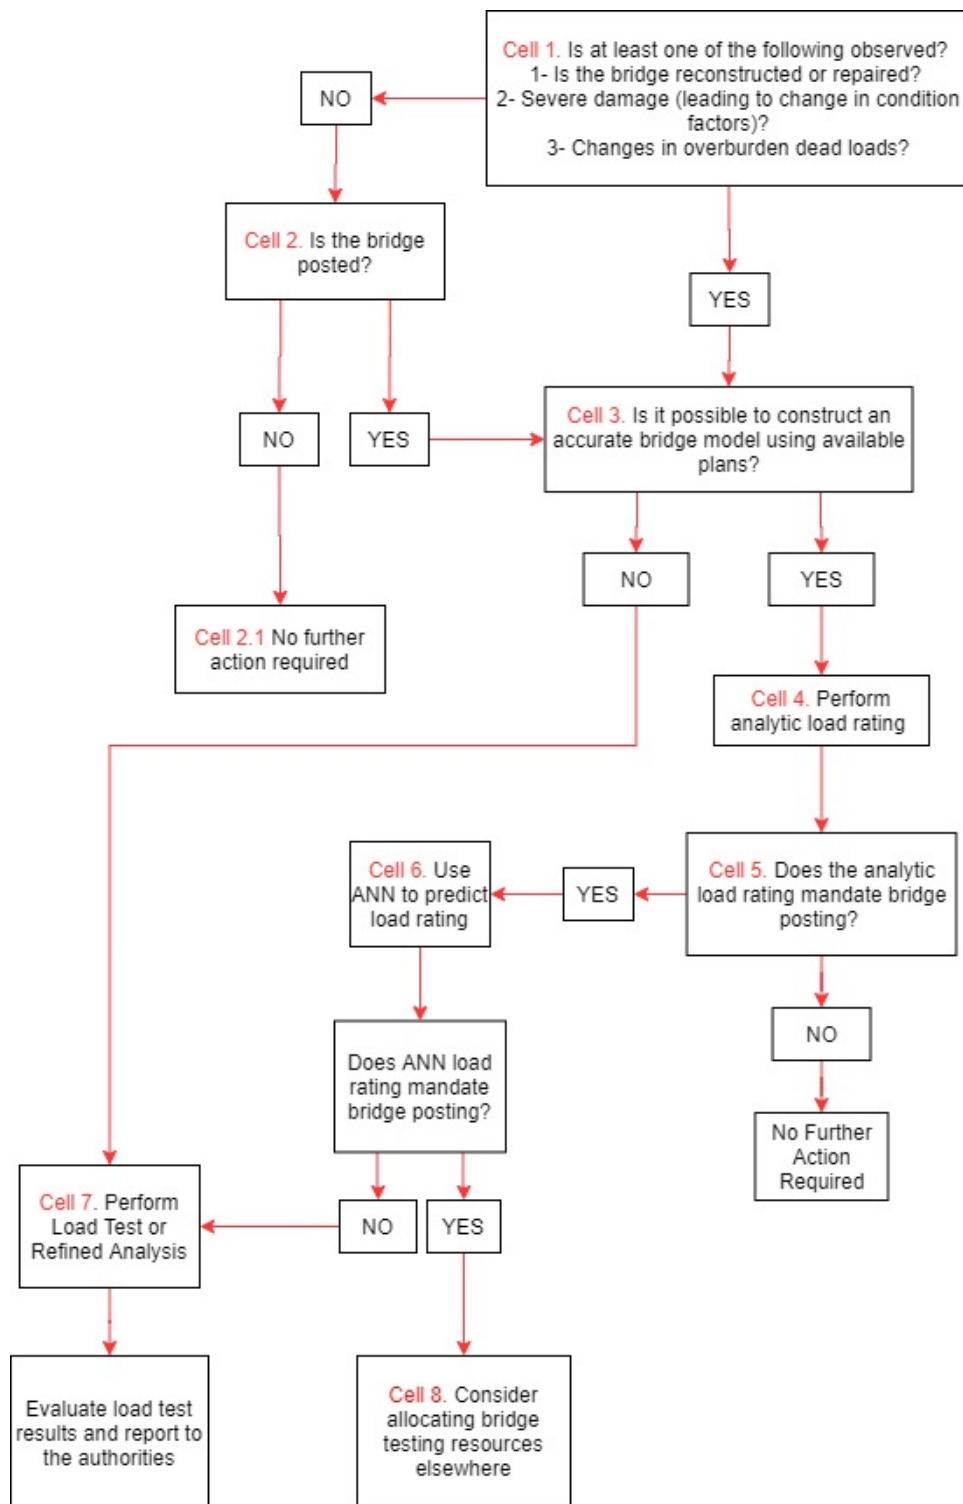 Cell 1. Is at least one of the following observed?
1- Is the bridge reconstructed or repaired?
2- Severe damage (leading to change in condition
factors)?
3- Changes in overburden dead loads?
NO
Cell 2. Is the bridge
posted?
YES
NO
YES
Cell 3. Is it possible to construct an
accurate bridge model using available
plans?
NO
YES
Cell 2.1 No further
action required
Cell 4. Perform
analytic load rating
Cell 6. Use
ANN to predict
load rating
YES
Cell 5. Does the analytic
load rating mandate bridge
posting?
NO
Does ANN load
rating mandate
bridge posting?
No Further
Action
Required
Cell 7. Perform
Load Test or
Refined Analysis
NO
YES
Evaluate load test
results and report to
the authorities
Cell 8. Consider
allocating bridge
testing resources
elsewhere